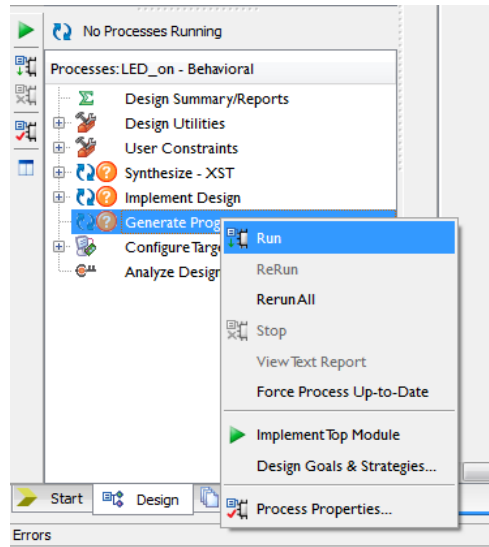 No Processes Running
Processes: LED_on - Behavioral
Design Summary/Reports
Design Utilities
User Constraints
Synthesize - XST
Implement Design
Generate Prog
Configure Targe
Analyze Design
Run
ReRun
Rerun All
Stop
View Text Report
Force Process Up-to-Date
Implement Top Module
Design Goals & Strategies...
Process Properties...
Start
Design
Errors